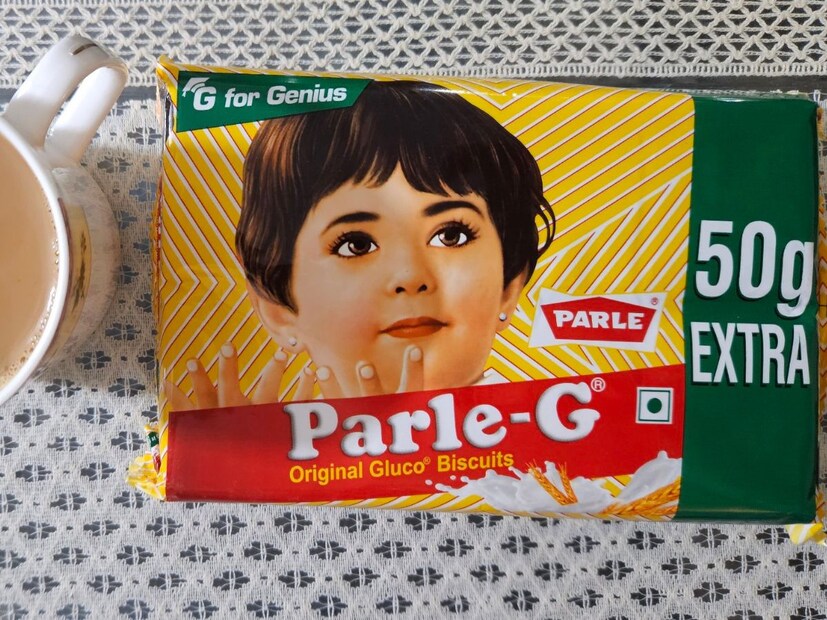 G for Genius
50g
EXTRA
PARLE®
Parle-G®
Original Gluco® Biscuits